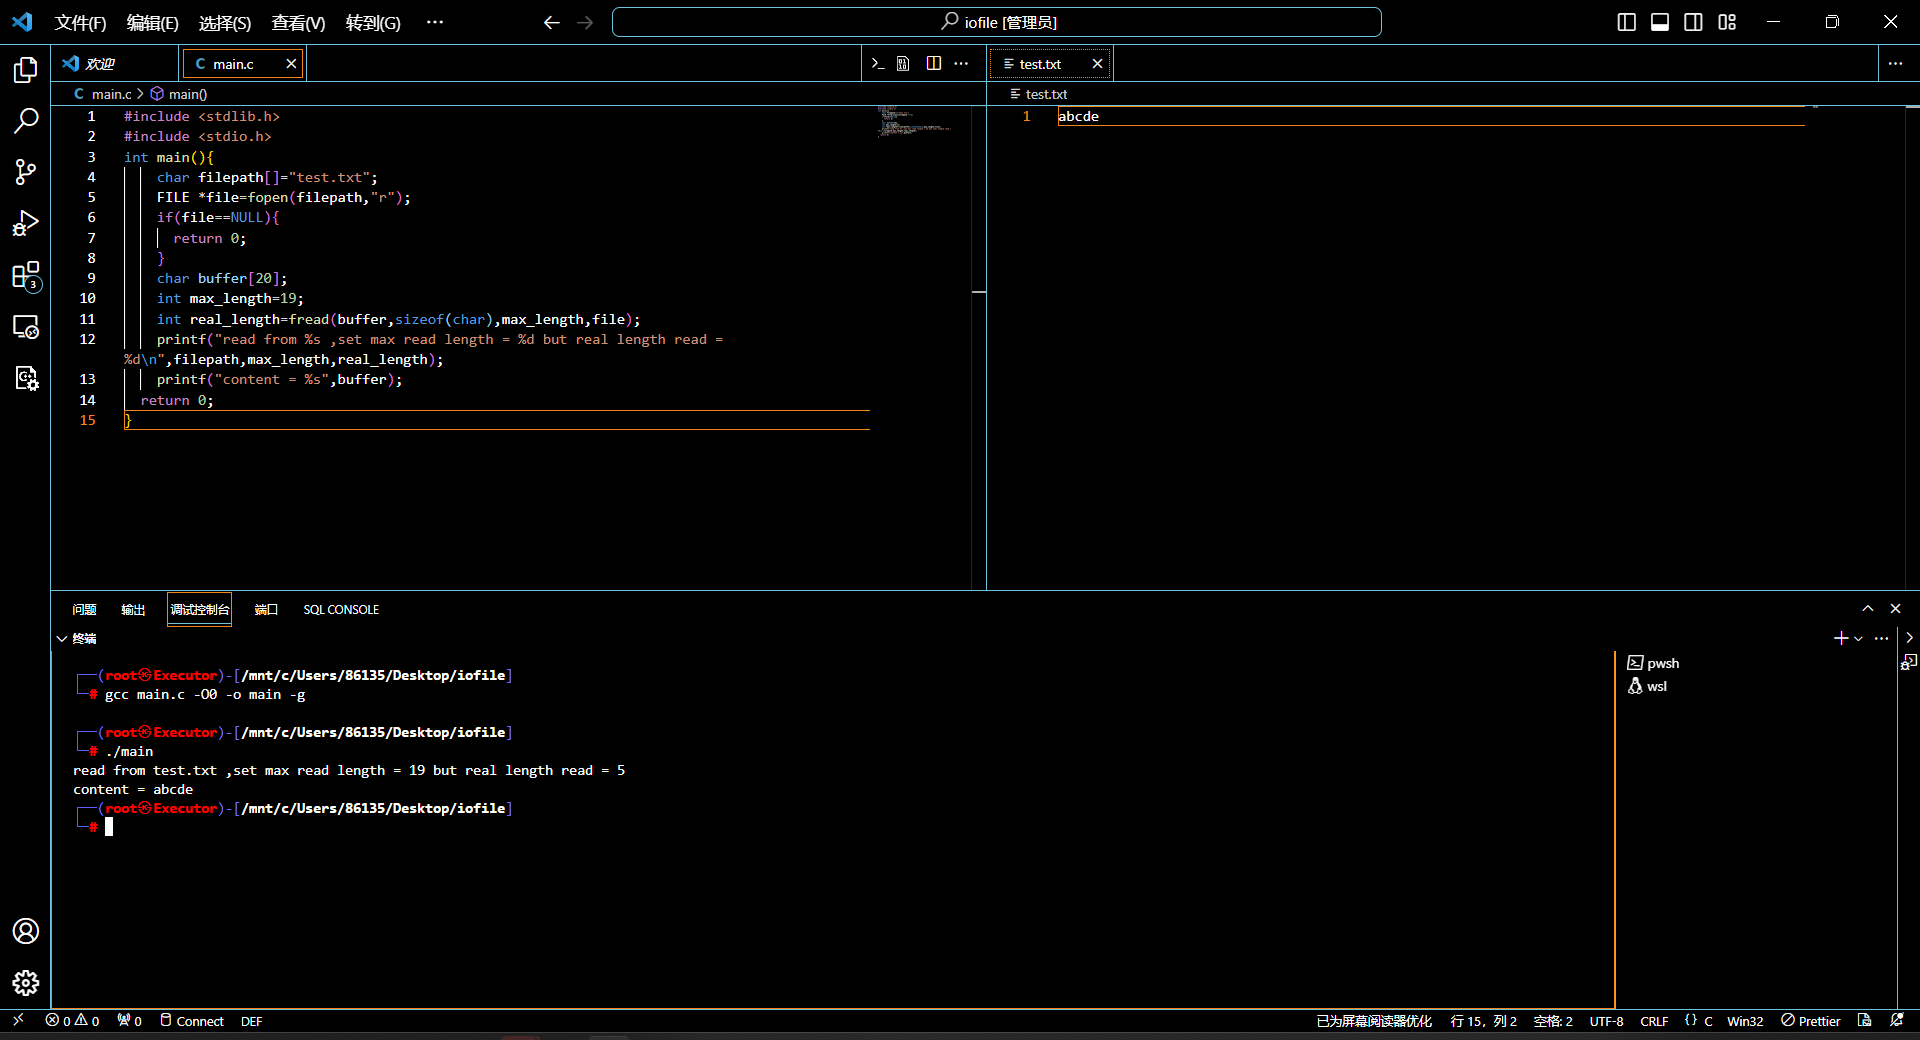 文件(F) 编辑(E) 选择(S) 查看(V) 转到(G) ··· iofile [管理员]
欢迎 C main.c test.txt
C main.c > main()
test.txt
1 #include <stdlib.h>
2 #include <stdio.h>
3 int main(){
4 char filepath[]="test.txt";
5 FILE *file=fopen(filepath,"r");
6 if(file==NULL){
7 return 0;
8 }
9 char buffer[20];
10 int max_length=19;
11 int real_length=fread(buffer,sizeof(char),max_length,file);
12 printf("read from %s ,set max read length = %d but real length read =
%d\n",filepath,max_length,real_length);
13 printf("content = %s",buffer);
14 return 0;
15 }
1 abcde
3
问题 输出 调试控制台 端口 SQL CONSOLE
终端
(root㉿Executor)-[/mnt/c/Users/86135/Desktop/iofile]
# gcc main.c -O0 -o main -g
(root㉿Executor)-[/mnt/c/Users/86135/Desktop/iofile]
# ./main
read from test.txt ,set max read length = 19 but real length read = 5
content = abcde
(root㉿Executor)-[/mnt/c/Users/86135/Desktop/iofile]
#
pwsh
wsl
0 0 0 Connect DEF 已为屏幕阅读器优化 行 15，列 2 空格: 2 UTF-8 CRLF {} C Win32 Prettier